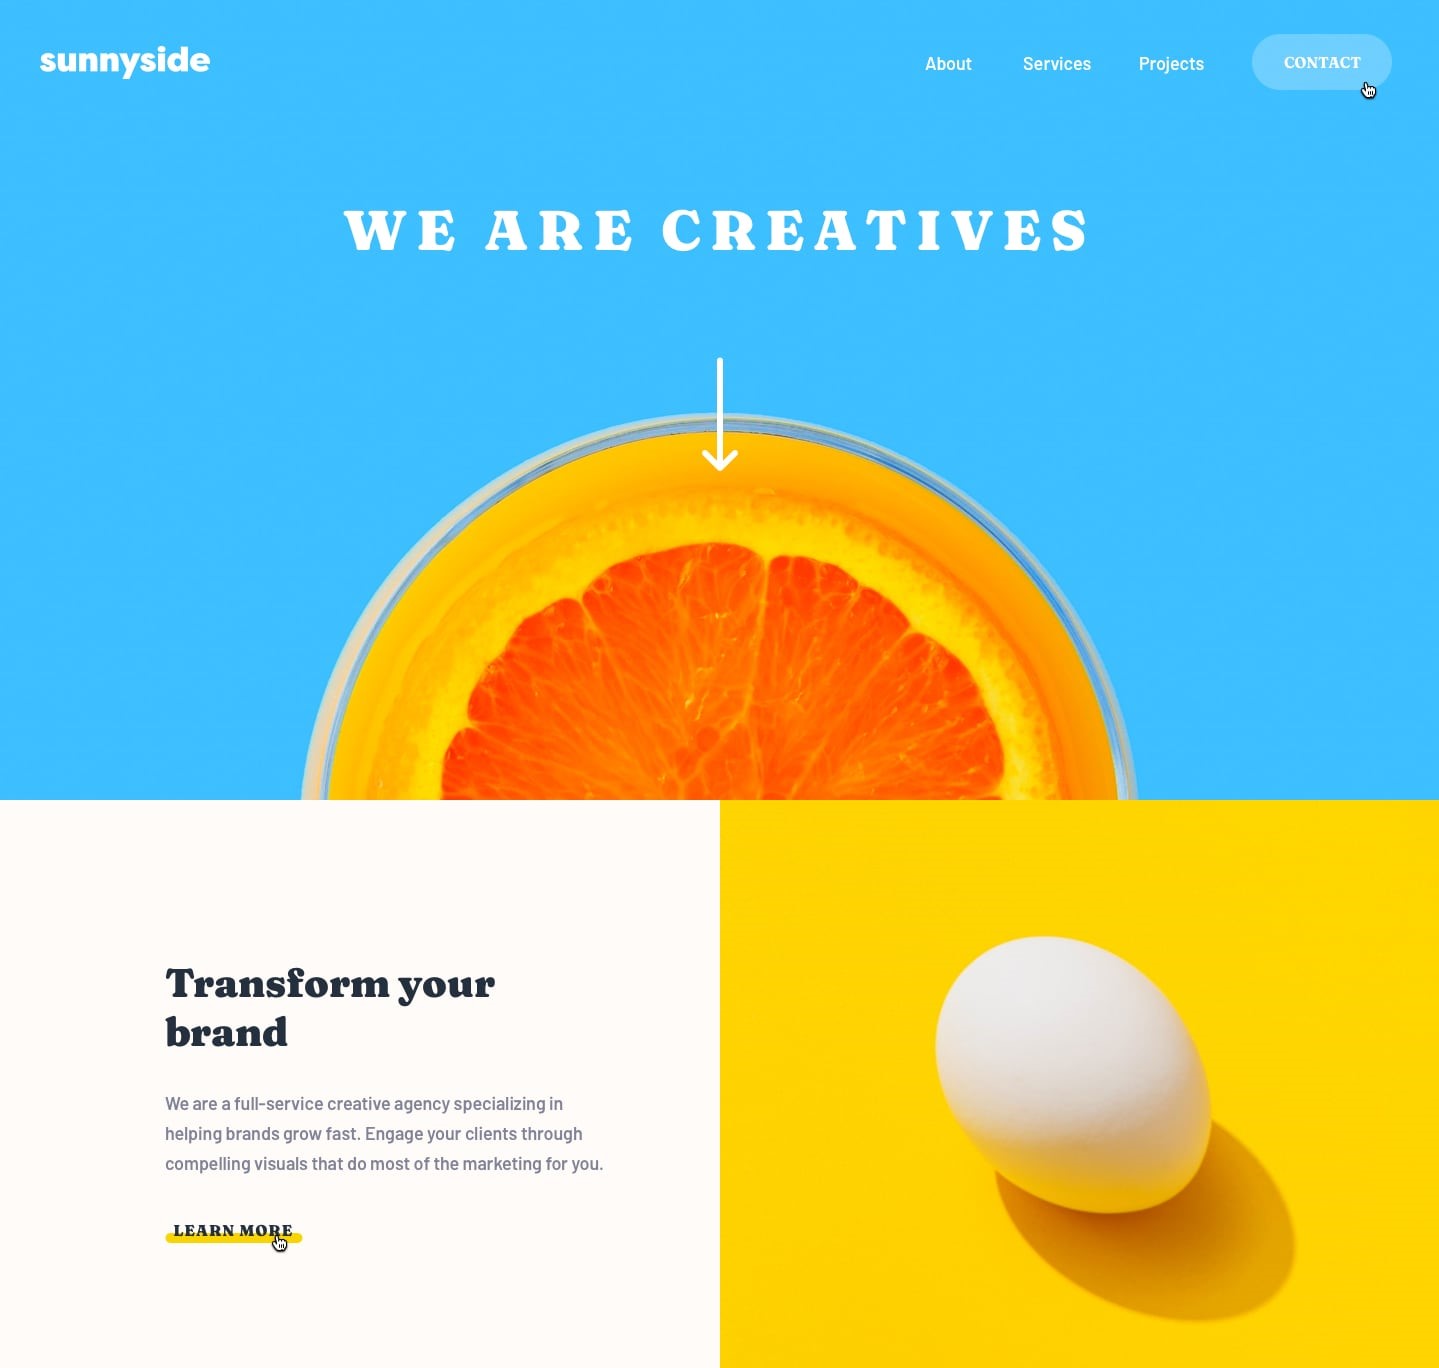 sunnyside
About Services Projects CONTACT
WE ARE CREATIVES
Transform your
brand
We are a full-service creative agency specializing in
helping brands grow fast. Engage your clients through
compelling visuals that do most of the marketing for you.
LEARN MORE